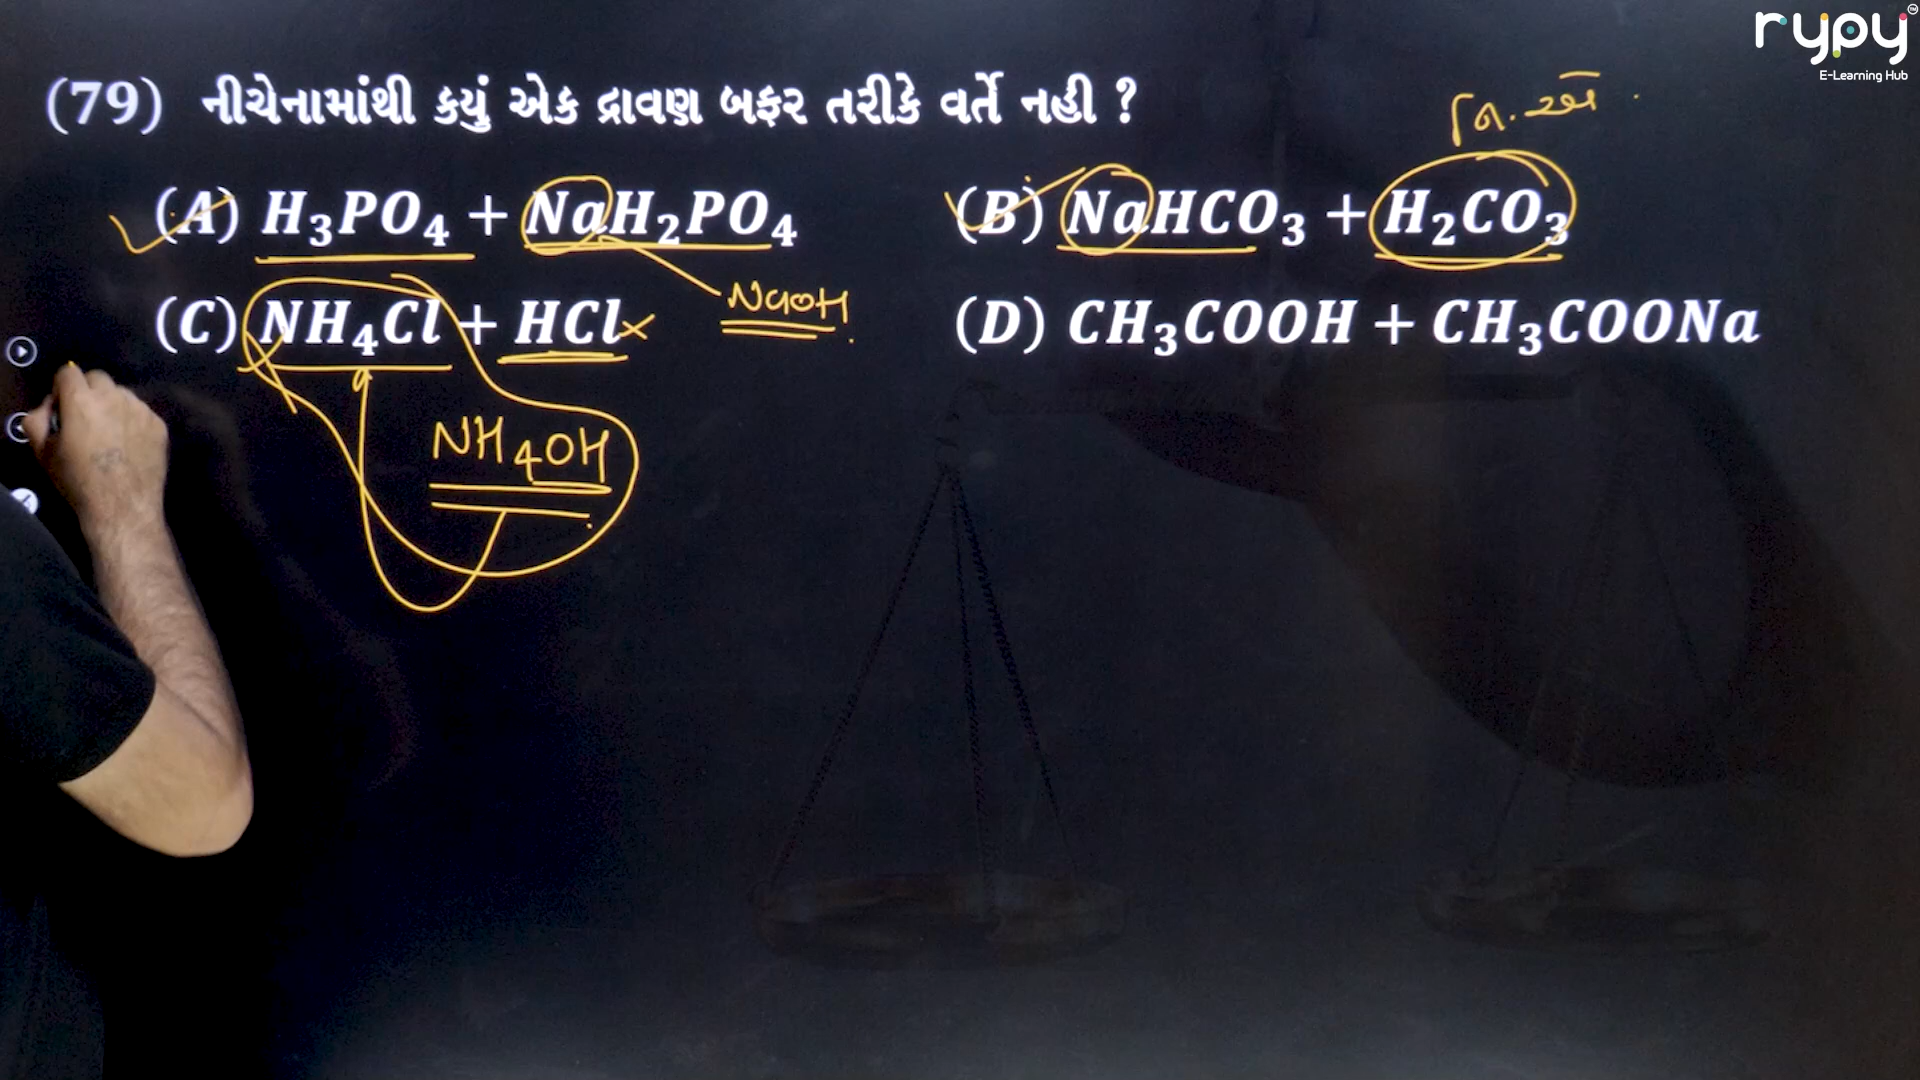 rypy™
E-Learning Hub
(79) નીચેનામાંથી કયું એક દ્રાવણ બફર તરીકે વર્તે નહી ?
(A) H₃PO₄ + NaH₂PO₄ (B) NaHCO₃ + H₂CO₃
NaOH
(C) NH₄Cl + HCl (D) CH₃COOH + CH₃COONa
NH₄OH